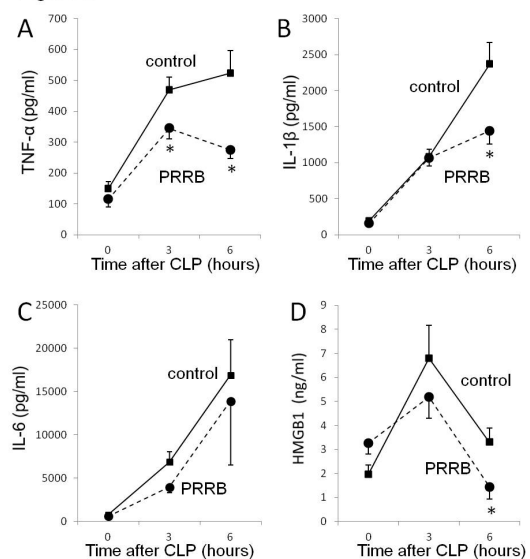 A
TNF-α (pg/ml)
700
600
500
400
300
200
100
0
control
PRRB
*
*
0 3 6
Time after CLP (hours)
B
IL-1β (pg/ml)
3000
2500
2000
1500
1000
500
0
control
PRRB
*
0 3 6
Time after CLP (hours)
C
IL-6 (pg/ml)
25000
20000
15000
10000
5000
0
control
PRRB
0 3 6
Time after CLP (hours)
D
HMGB1 (ng/ml)
9
8
7
6
5
4
3
2
1
0
control
PRRB
*
0 3 6
Time after CLP (hours)